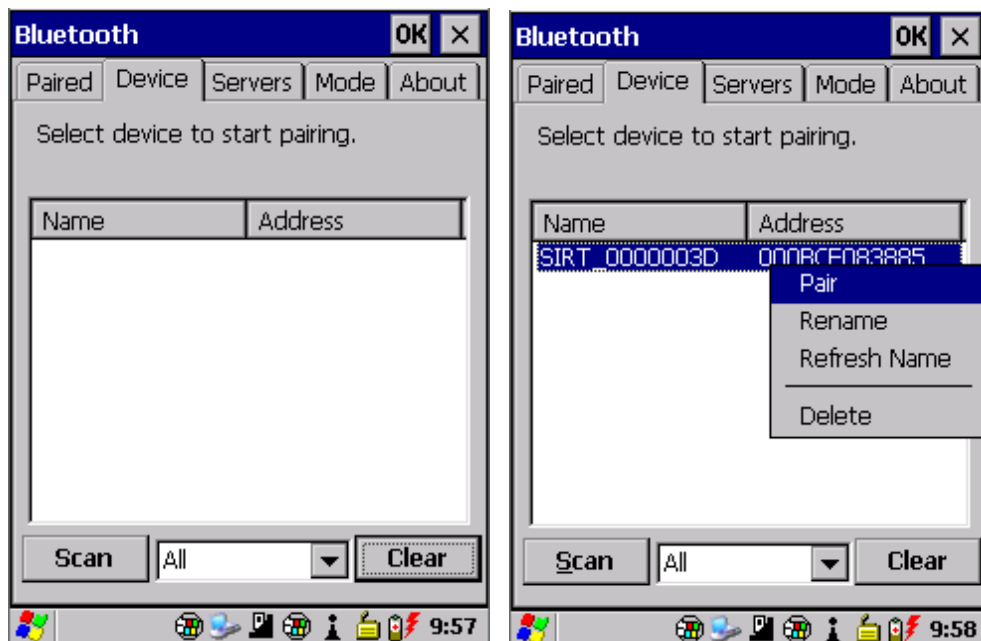 Bluetooth OK
Paired Device Servers Mode About
Select device to start pairing.
Name Address
Scan All Clear
9:57
Bluetooth OK
Paired Device Servers Mode About
Select device to start pairing.
Name Address
SIRT_0000003D
Pair
Rename
Refresh Name
Delete
Scan All Clear
9:58